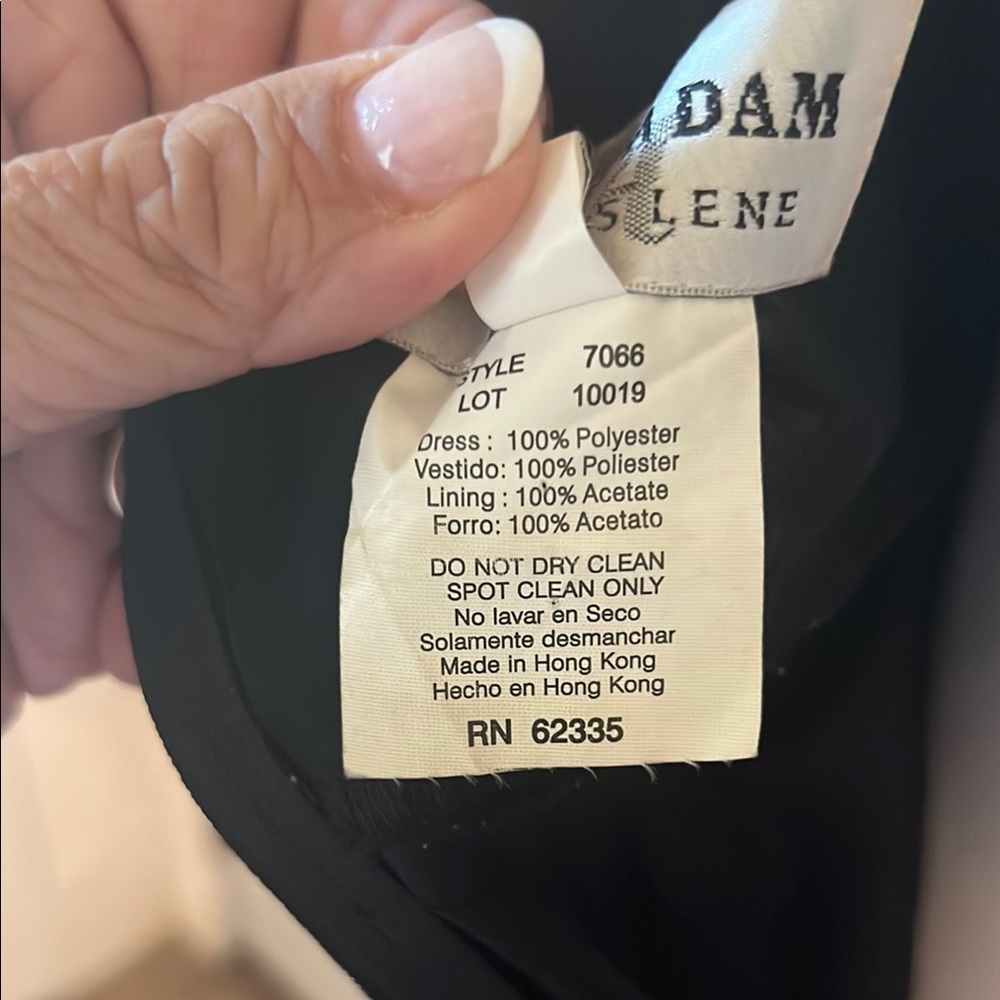 ADAM
SLENE
STYLE 7066
LOT 10019
Dress : 100% Polyester
Vestido: 100% Poliester
Lining : 100% Acetate
Forro: 100% Acetato
DO NOT DRY CLEAN
SPOT CLEAN ONLY
No lavar en Seco
Solamente desmanchar
Made in Hong Kong
Hecho en Hong Kong
RN 62335